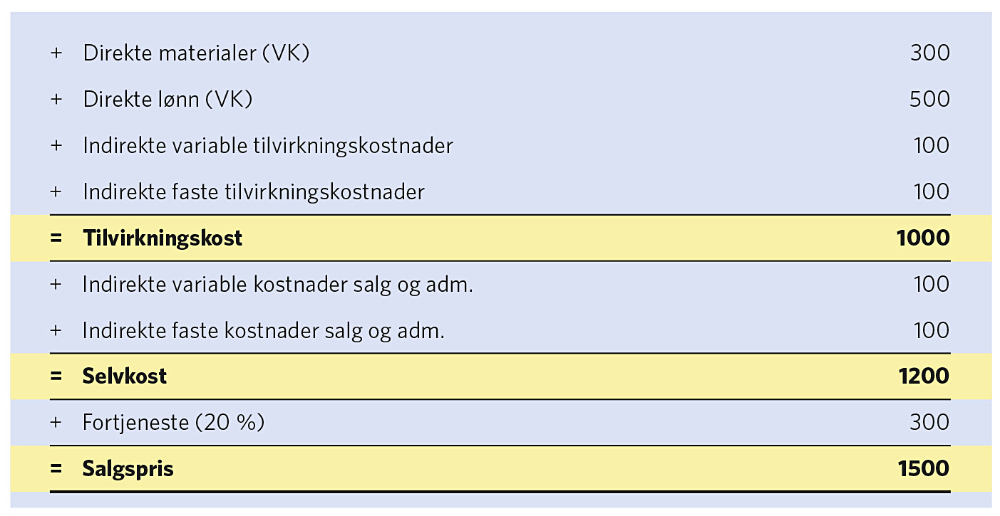 + Direkte materialer (VK) 300
+ Direkte lønn (VK) 500
+ Indirekte variable tilvirkningskostnader 100
+ Indirekte faste tilvirkningskostnader 100
= Tilvirkningskost 1000
+ Indirekte variable kostnader salg og adm. 100
+ Indirekte faste kostnader salg og adm. 100
= Selvkost 1200
+ Fortjeneste (20 %) 300
= Salgspris 1500